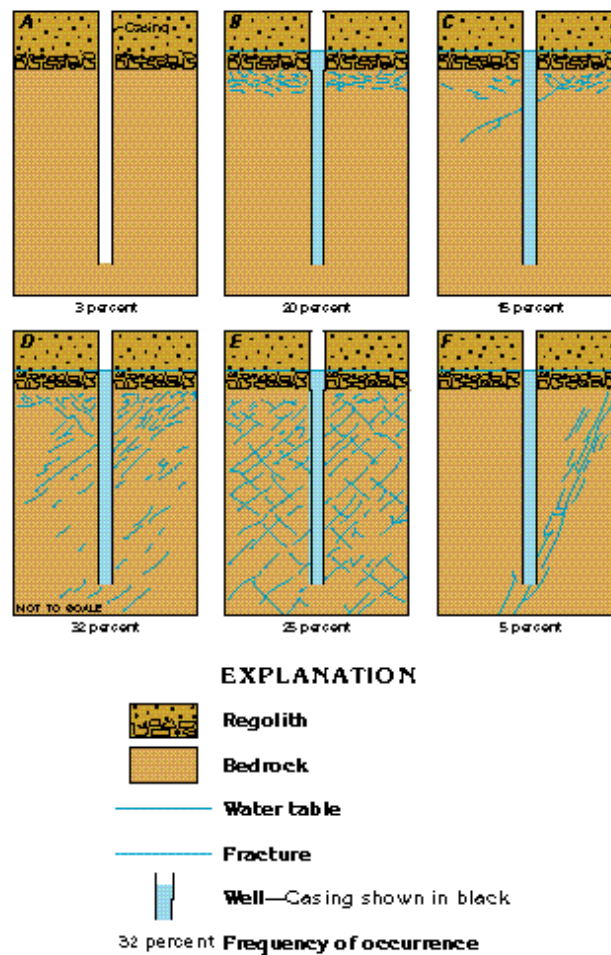 A
Casing
B
C
3 percent
20 percent
15 percent
D
E
F
NOT TO SCALE
32 percent
25 percent
5 percent
EXPLANATION
Regolith
Bedrock
Water table
Fracture
Well—Casing shown in black
32 percent Frequency of occurrence